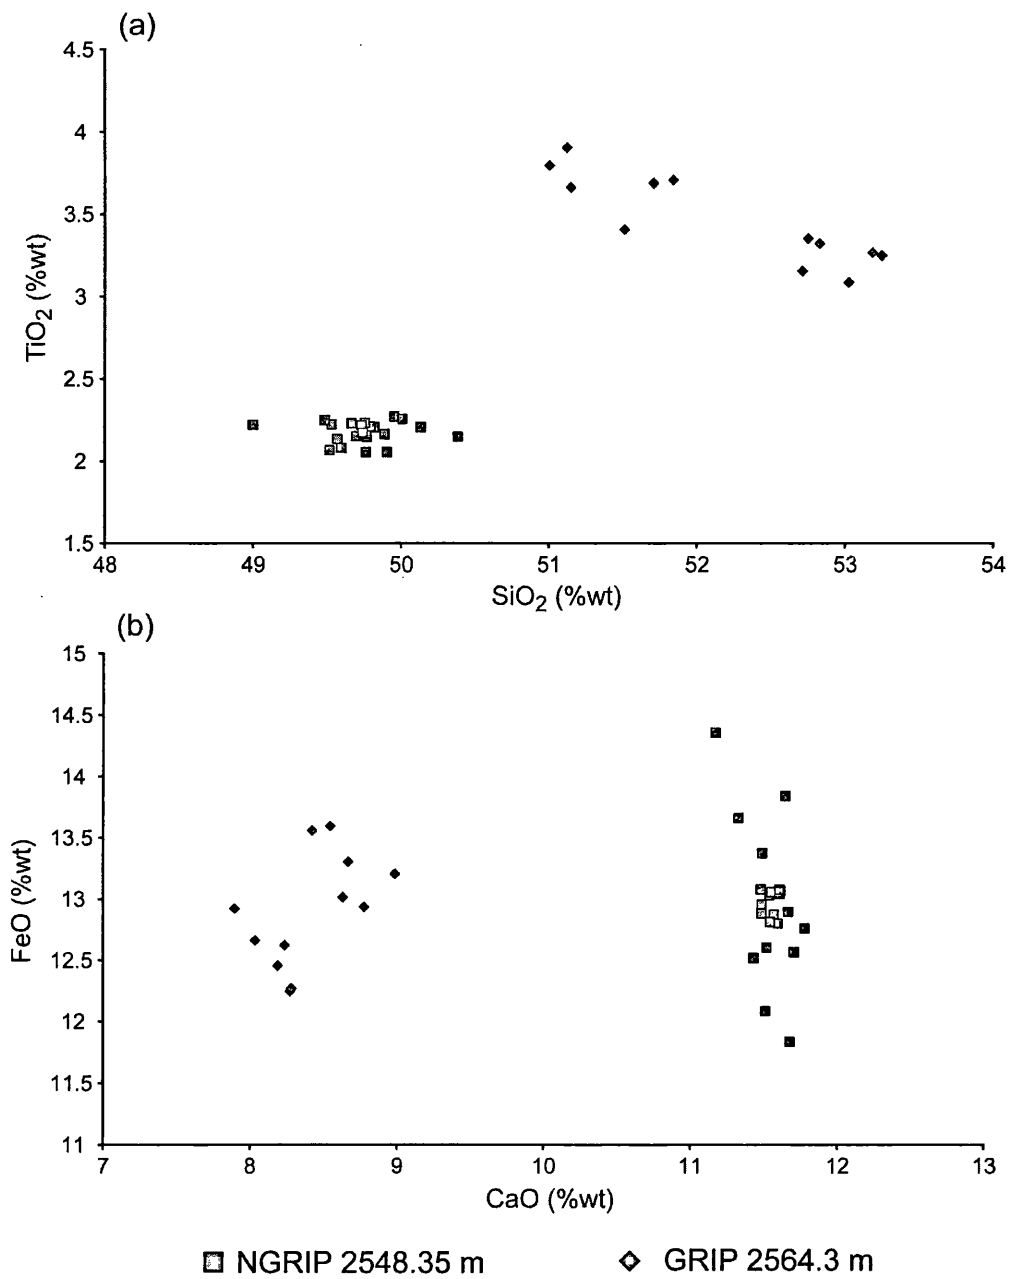 (a)
4.5
4
3.5
3
2.5
2
1.5
TiO2 (%wt)
48 49 50 51 52 53 54
SiO2 (%wt)
(b)
15
14.5
14
13.5
13
12.5
12
11.5
11
FeO (%wt)
7 8 9 10 11 12 13
CaO (%wt)
NGRIP 2548.35 m GRIP 2564.3 m